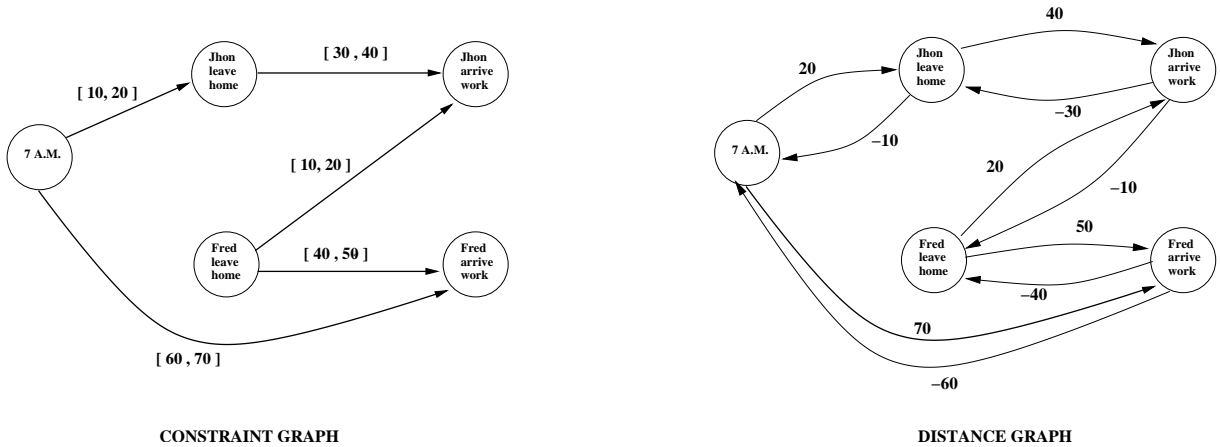 Jhon
leave
home
[ 30 , 40 ]
Jhon
arrive
work
[ 10, 20 ]
7 A.M.
[ 10, 20 ]
Fred
leave
home
[ 40 , 50 ]
Fred
arrive
work
[ 60 , 70 ]
CONSTRAINT GRAPH
40
20
Jhon
leave
home
Jhon
arrive
work
−30
−10
7 A.M.
20
−10
Fred
leave
home
50
Fred
arrive
work
−40
70
−60
DISTANCE GRAPH